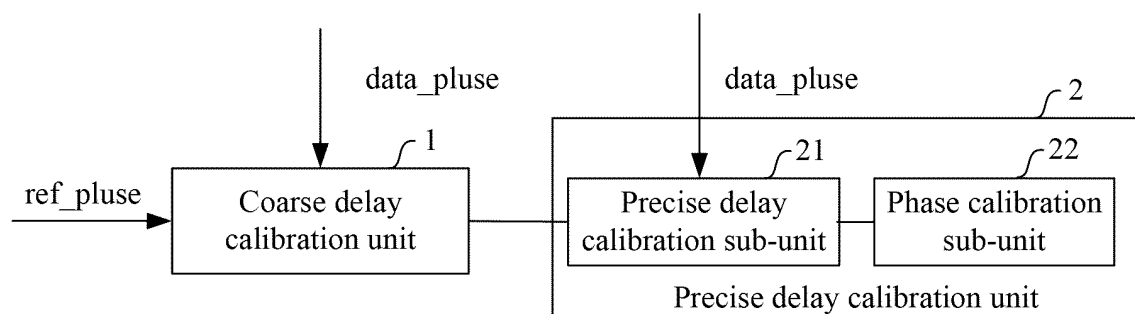 data_pluse
data_pluse
2
1
21
22
ref_pluse
Coarse delay
calibration unit
Precise delay
calibration sub-unit
Phase calibration
sub-unit
Precise delay calibration unit